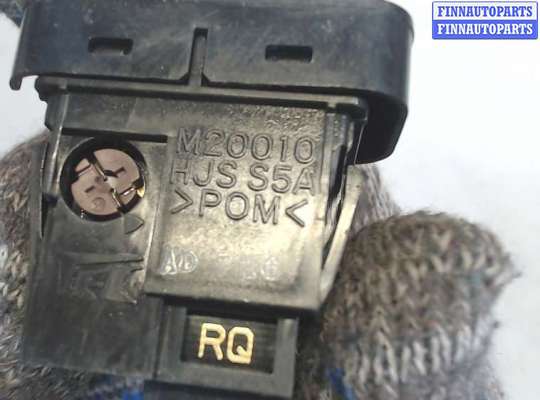 FINNAUTOPARTS
FINNAUTOPARTS
M20010
HJS S5A
>POM<
RQ